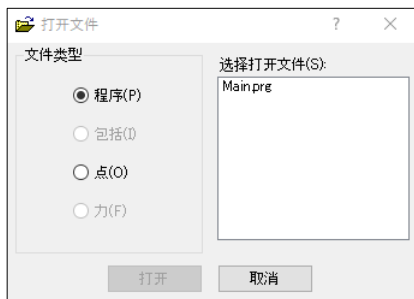 打开文件
文件类型
程序(P)
包括(I)
点(O)
力(F)
选择打开文件(S):
Main.prg
打开
取消